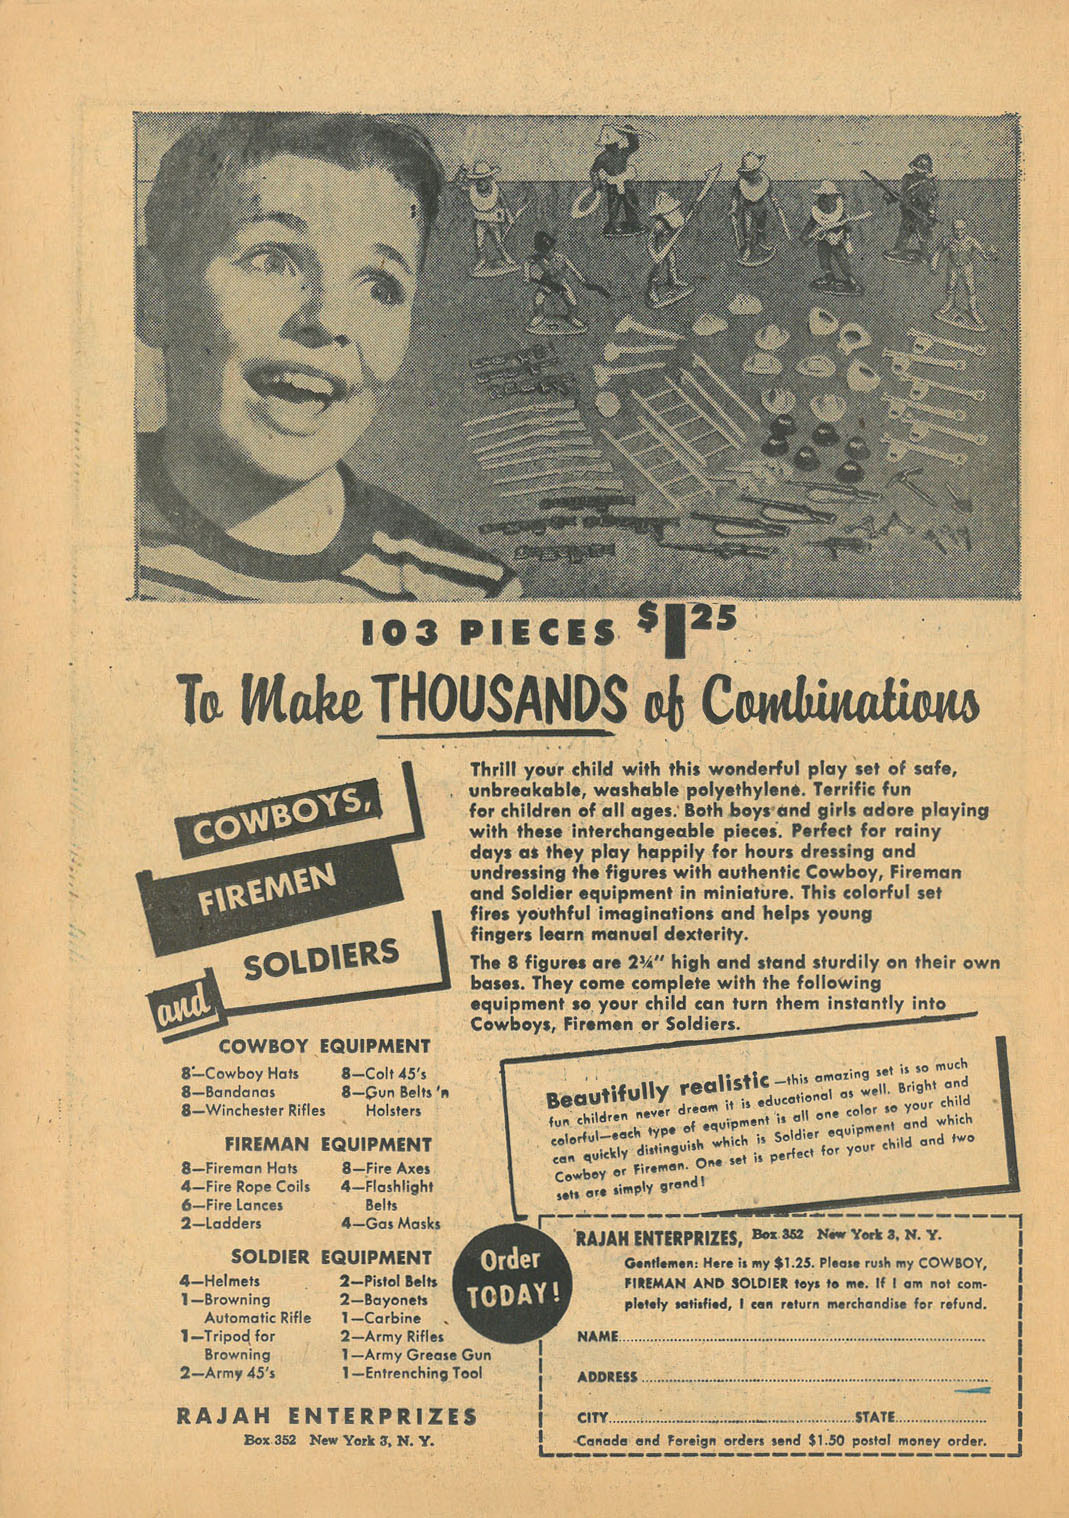 103 PIECES $1.25
To Make THOUSANDS of Combinations
COWBOYS,
FIREMEN
and SOLDIERS
Thrill your child with this wonderful play set of safe,
unbreakable, washable polyethylene. Terrific fun
for children of all ages. Both boys and girls adore playing
with these interchangeable pieces. Perfect for rainy
days as they play happily for hours dressing and
undressing the figures with authentic Cowboy, Fireman
and Soldier equipment in miniature. This colorful set
fires youthful imaginations and helps young
fingers learn manual dexterity.
The 8 figures are 2¾" high and stand sturdily on their own
bases. They come complete with the following
equipment so your child can turn them instantly into
Cowboys, Firemen or Soldiers.
COWBOY EQUIPMENT
8—Cowboy Hats
8—Bandanas
8—Winchester Rifles
8—Colt 45's
8—Gun Belts 'n
Holsters
FIREMAN EQUIPMENT
8—Fireman Hats
4—Fire Rope Coils
6—Fire Lances
2—Ladders
8—Fire Axes
4—Flashlight
Belts
4—Gas Masks
SOLDIER EQUIPMENT
4—Helmets
1—Browning
Automatic Rifle
1—Tripod for
Browning
2—Army 45's
2—Pistol Belts
2—Bayonets
1—Carbine
2—Army Rifles
1—Army Grease Gun
1—Entrenching Tool
RAJAH ENTERPRIZES
Box 352 New York 3, N. Y.
Beautifully realistic—this amazing set is so much
fun children never dream it is educational as well. Bright and
colorful—each type of equipment is all one color so your child
can quickly distinguish which is Soldier equipment and which
Cowboy or Fireman. One set is perfect for your child and two
sets are simply grand!
Order
TODAY!
RAJAH ENTERPRIZES, Box 352 New York 3, N. Y.
Gentlemen: Here is my $1.25. Please rush my COWBOY,
FIREMAN AND SOLDIER toys to me. If I am not com-
pletely satisfied, I can return merchandise for refund.
NAME
ADDRESS
CITY STATE
Canada and Foreign orders send $1.50 postal money order.